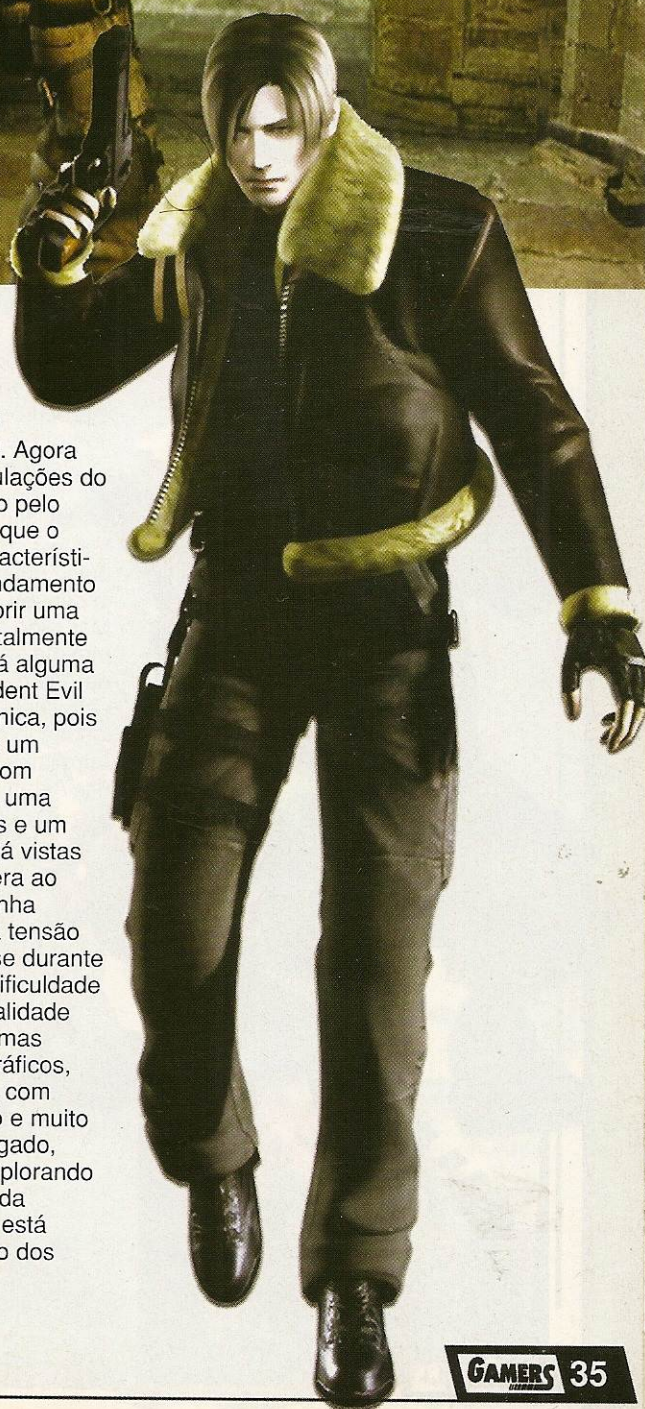 . Agora
ulações do
o pelo
que o
acterísti-
ndamento
orir uma
talmente
á alguma
dent Evil
nica, pois
um
om
uma
s e um
á vistas
era ao
nha
a tensão
se durante
ificuldade
alidade
mas
ráficos,
com
o e muito
gado,
plorando
da
está
o dos
GAMERS 35